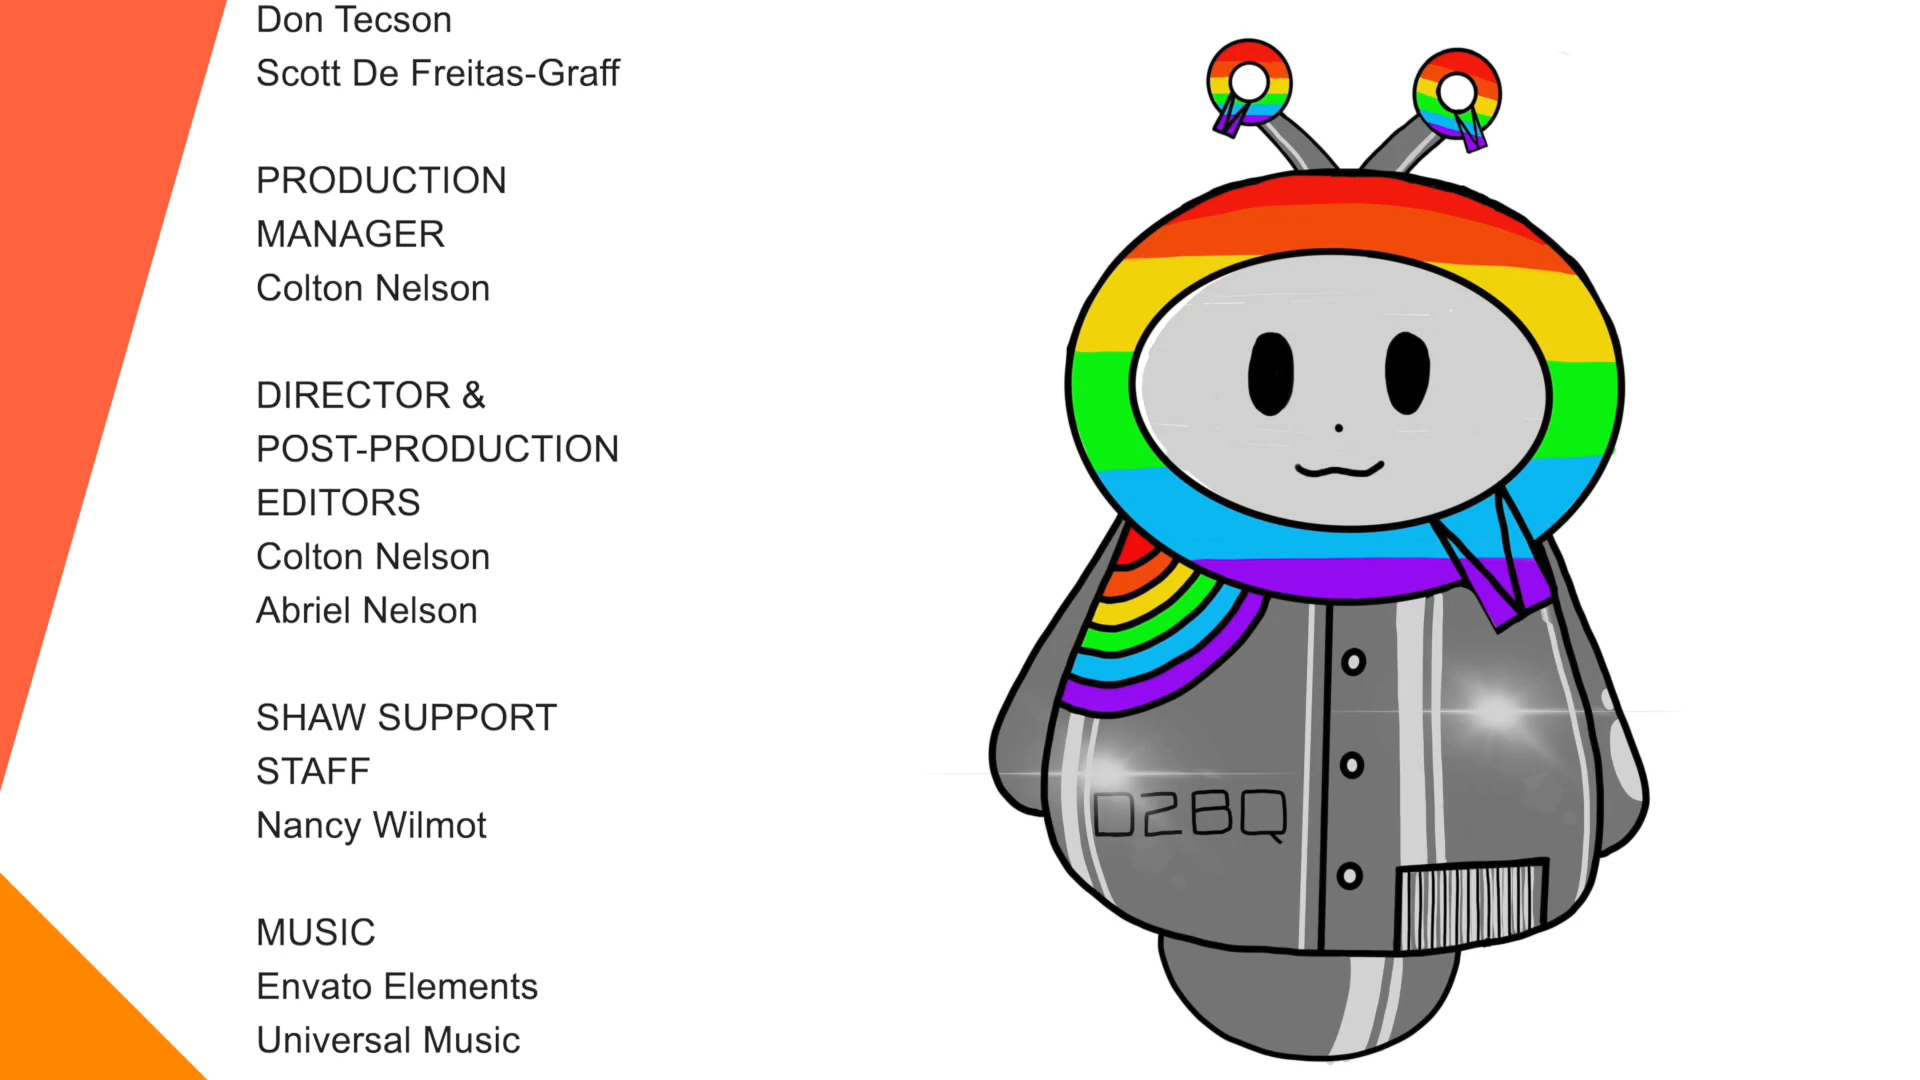 Don Tecson
Scott De Freitas-Graff
PRODUCTION
MANAGER
Colton Nelson
DIRECTOR &
POST-PRODUCTION
EDITORS
Colton Nelson
Abriel Nelson
SHAW SUPPORT
STAFF
Nancy Wilmot
MUSIC
Envato Elements
Universal Music
D2BQ